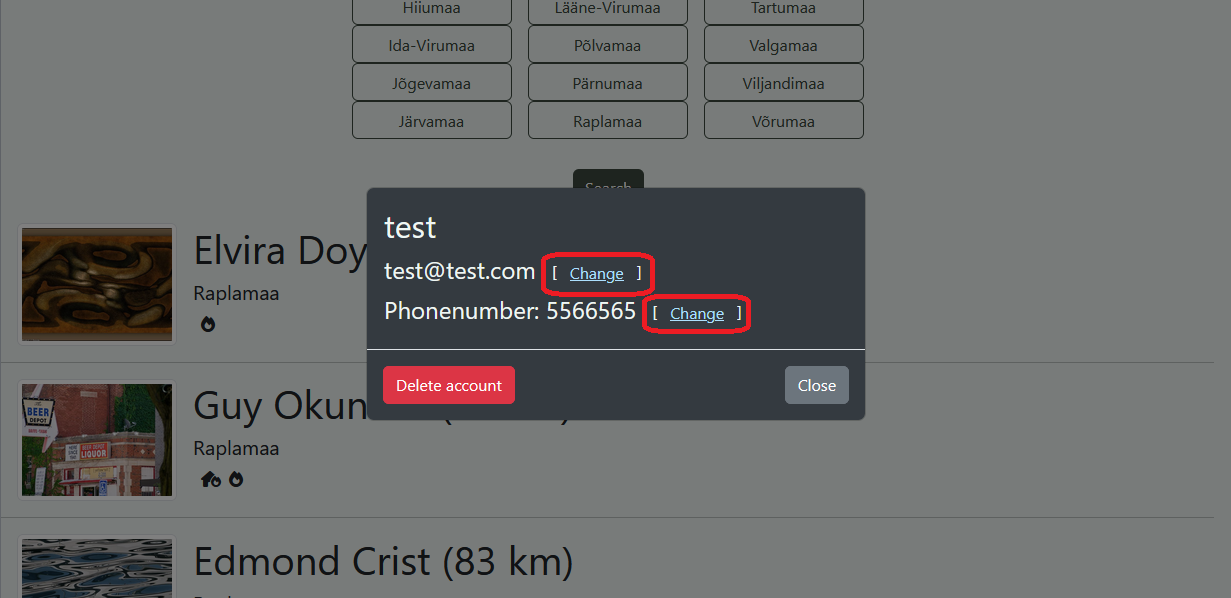 Hiiumaa
Lääne-Virumaa
Tartumaa
Ida-Virumaa
Põlvamaa
Valgamaa
Jõgevamaa
Pärnumaa
Viljandimaa
Järvamaa
Raplamaa
Võrumaa
Search
test
test@test.com [ Change ]
Phonenumber: 5566565 [ Change ]
Delete account
Close
Elvira Doy
Raplamaa
Guy Okun
Raplamaa
BEER
DEPOT
BEER DEPOT
LIQUOR
Edmond Crist (83 km)